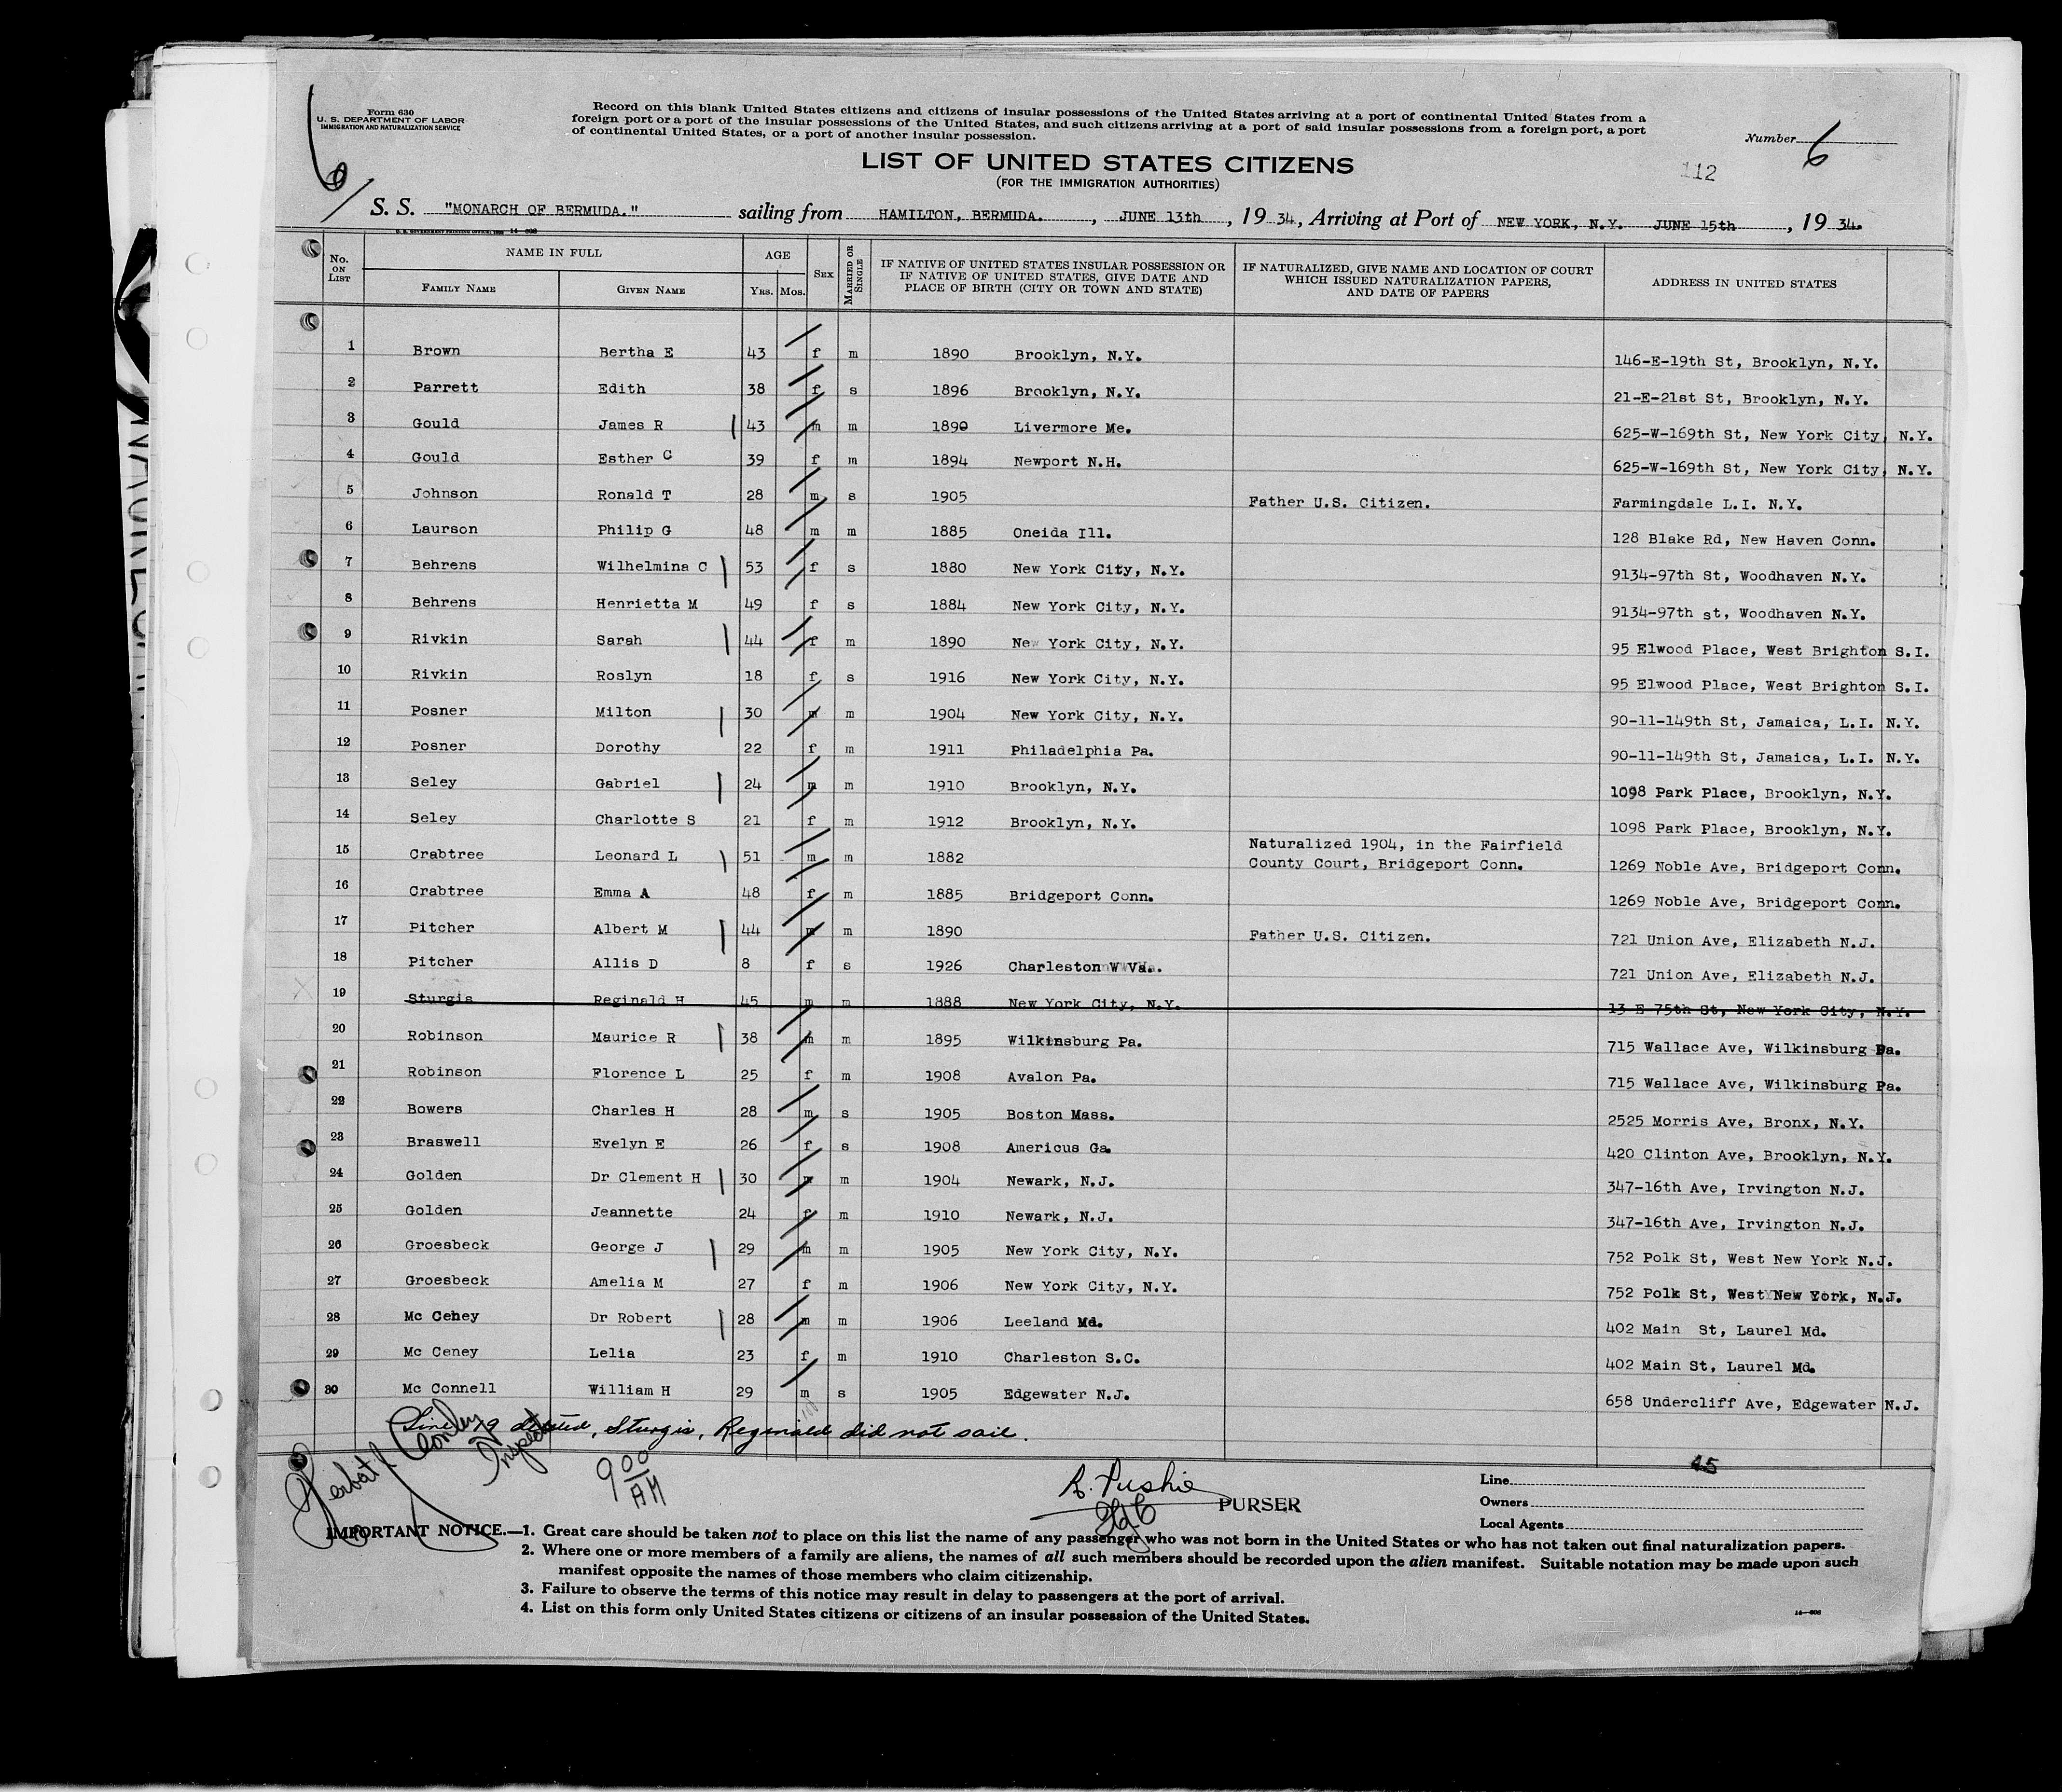 Form 630
U. S. DEPARTMENT OF LABOR
IMMIGRATION AND NATURALIZATION SERVICE
Record on this blank United States citizens and citizens of insular possessions of the United States arriving at a port of continental United States from a
foreign port or a port of the insular possessions of the United States, and such citizens arriving at a port of said insular possessions from a foreign port, a port
of continental United States, or a port of another insular possession.
Number 6
LIST OF UNITED STATES CITIZENS
112
(FOR THE IMMIGRATION AUTHORITIES)
S. S. "MONARCH OF BERMUDA." sailing from HAMILTON, BERMUDA. , JUNE 13th , 19 34, Arriving at Port of NEW YORK, N.Y. JUNE 15th , 19 34.
No. ON LIST NAME IN FULL FAMILY NAME GIVEN NAME AGE YRS. MOS. SEX MARRIED OR SINGLE IF NATIVE OF UNITED STATES INSULAR POSSESSION OR IF NATIVE OF UNITED STATES, GIVE DATE AND PLACE OF BIRTH (CITY OR TOWN AND STATE) IF NATURALIZED, GIVE NAME AND LOCATION OF COURT WHICH ISSUED NATURALIZATION PAPERS, AND DATE OF PAPERS ADDRESS IN UNITED STATES
1 Brown Bertha E 43 f m 1890 Brooklyn, N.Y. 146-E-19th St, Brooklyn, N.Y.
2 Parrett Edith 38 f s 1896 Brooklyn, N.Y. 21-E-21st St, Brooklyn, N.Y.
3 Gould James R 43 m m 1890 Livermore Me. 625-W-169th St, New York City, N.Y.
4 Gould Esther C 39 f m 1894 Newport N.H. 625-W-169th St, New York City, N.Y.
5 Johnson Ronald T 28 m s 1905 Father U.S. Citizen. Farmingdale L.I. N.Y.
6 Laurson Philip G 48 m m 1885 Oneida Ill. 128 Blake Rd, New Haven Conn.
7 Behrens Wilhelmina C 53 f s 1880 New York City, N.Y. 9134-97th St, Woodhaven N.Y.
8 Behrens Henrietta M 49 f s 1884 New York City, N.Y. 9134-97th st, Woodhaven N.Y.
9 Rivkin Sarah 44 f m 1890 New York City, N.Y. 95 Elwood Place, West Brighton S.I.
10 Rivkin Roslyn 18 f s 1916 New York City, N.Y. 95 Elwood Place, West Brighton S.I.
11 Posner Milton 30 m m 1904 New York City, N.Y. 90-11-149th St, Jamaica, L.I. N.Y.
12 Posner Dorothy 22 f m 1911 Philadelphia Pa. 90-11-149th St, Jamaica, L.I. N.Y.
13 Seley Gabriel 24 m m 1910 Brooklyn, N.Y. 1098 Park Place, Brooklyn, N.Y.
14 Seley Charlotte S 21 f m 1912 Brooklyn, N.Y. 1098 Park Place, Brooklyn, N.Y.
15 Crabtree Leonard L 51 m m 1882 Naturalized 1904, in the Fairfield County Court, Bridgeport Conn. 1269 Noble Ave, Bridgeport Conn.
16 Crabtree Emma A 48 f m 1885 Bridgeport Conn. 1269 Noble Ave, Bridgeport Conn.
17 Pitcher Albert M 44 m m 1890 Father U.S. Citizen. 721 Union Ave, Elizabeth N.J.
18 Pitcher Allis D 8 f s 1926 Charleston W Va. 721 Union Ave, Elizabeth N.J.
19 Sturgis Reginald H 45 m m 1888 New York City, N.Y. 13-E-75th St, New York City, N.Y.
20 Robinson Maurice R 38 m m 1895 Wilkinsburg Pa. 715 Wallace Ave, Wilkinsburg Pa.
21 Robinson Florence L 25 f m 1908 Avalon Pa. 715 Wallace Ave, Wilkinsburg Pa.
22 Bowers Charles H 28 m s 1905 Boston Mass. 2525 Morris Ave, Bronx, N.Y.
23 Braswell Evelyn E 26 f s 1908 Americus Ga. 420 Clinton Ave, Brooklyn, N.Y.
24 Golden Dr Clement H 30 m m 1904 Newark, N.J. 347-16th Ave, Irvington N.J.
25 Golden Jeannette 24 f m 1910 Newark, N.J. 347-16th Ave, Irvington N.J.
26 Groesbeck George J 29 m m 1905 New York City, N.Y. 752 Polk St, West New York N.J.
27 Groesbeck Amelia M 27 f m 1906 New York City, N.Y. 752 Polk St, West New York, N.J.
28 Mc Ceney Dr Robert 28 m m 1906 Leeland Md. 402 Main St, Laurel Md.
29 Mc Ceney Lelia 23 f m 1910 Charleston S.C. 402 Main St, Laurel Md.
30 Mc Connell William H 29 m s 1905 Edgewater N.J. 658 Undercliff Ave, Edgewater N.J.
Line 19 deleted, Sturgis, Reginald did not sail.
Inspector
9 00 AM
PURSER
45
Line
Owners
Local Agents
IMPORTANT NOTICE.—1. Great care should be taken not to place on this list the name of any passenger who was not born in the United States or who has not taken out final naturalization papers.
2. Where one or more members of a family are aliens, the names of all such members should be recorded upon the alien manifest. Suitable notation may be made upon such
manifest opposite the names of those members who claim citizenship.
3. Failure to observe the terms of this notice may result in delay to passengers at the port of arrival.
4. List on this form only United States citizens or citizens of an insular possession of the United States.